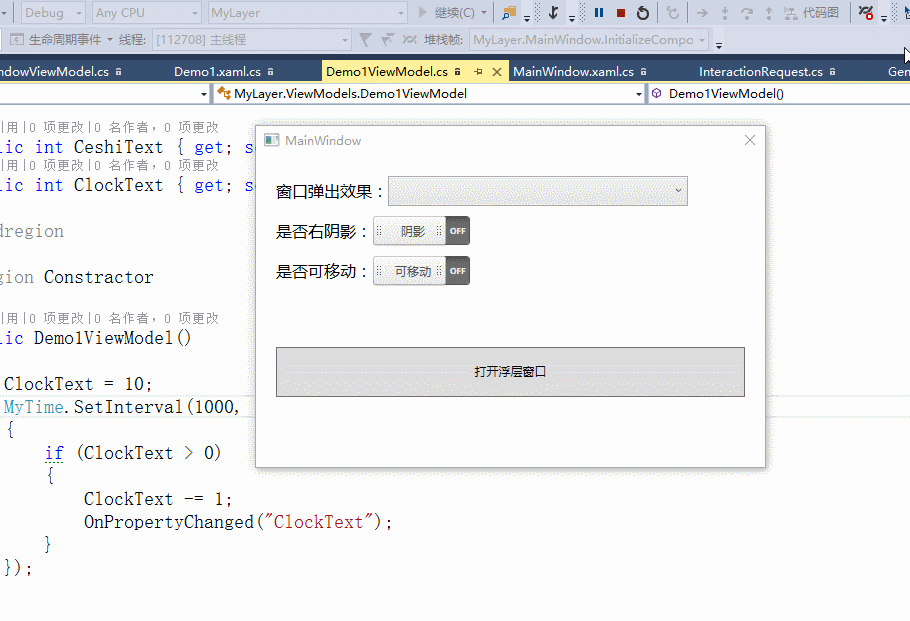 Debug Any CPU MyLayer 继续(C) 代码图
生命周期事件 线程: [112708] 主线程 堆栈帧: MyLayer.MainWindow.InitializeCompo
ndowViewModel.cs Demo1.xaml.cs Demo1ViewModel.cs MainWindow.xaml.cs InteractionRequest.cs Gen
MyLayer.ViewModels.Demo1ViewModel Demo1ViewModel()
用|0 项更改|0 名作者，0 项更改
lic int CeshiText { get; s
用|0 项更改|0 名作者，0 项更改
lic int ClockText { get; s
dregion
gion Constractor
用|0 项更改|0 名作者，0 项更改
lic Demo1ViewModel()
ClockText = 10;
MyTime.SetInterval(1000,
{
if (ClockText > 0)
{
ClockText -= 1;
OnPropertyChanged("ClockText");
}
});
MainWindow
窗口弹出效果：
是否右阴影： 阴影 OFF
是否可移动： 可移动 OFF
打开浮层窗口